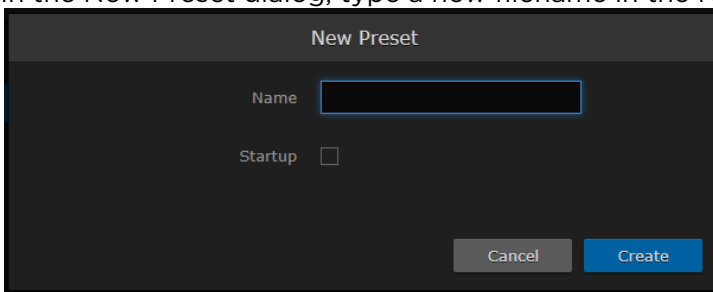 in the New Preset dialog, type a new filename in the
New Preset
Name
Startup
Cancel
Create